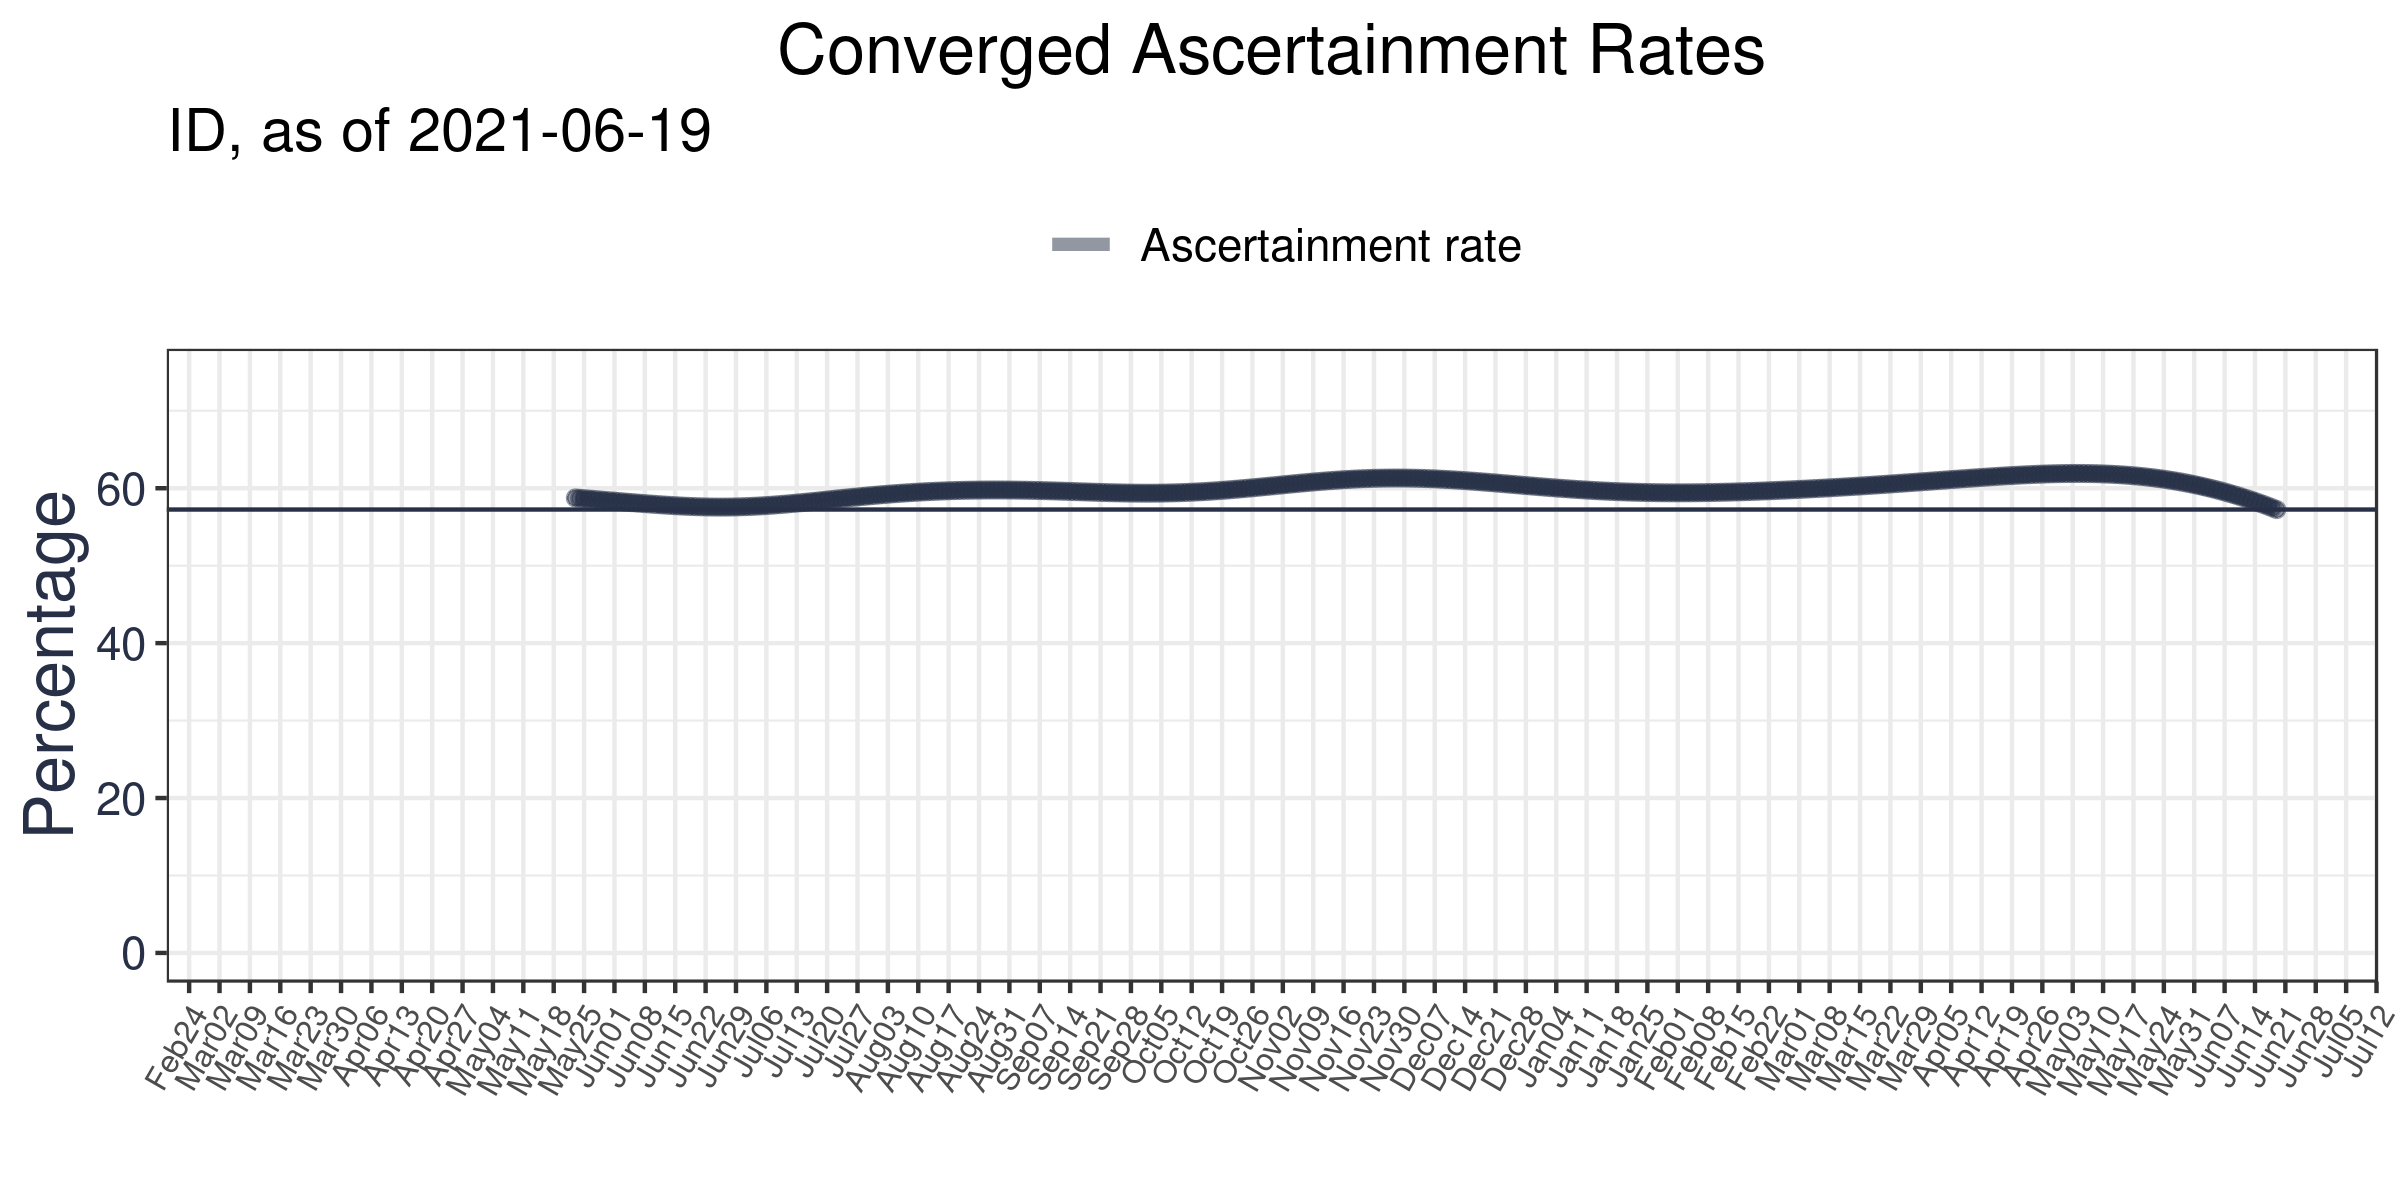 Converged Ascertainment Rates
ID, as of 2021-06-19
Ascertainment rate
Percentage
60
40
20
0
Feb24
Mar02
Mar09
Mar16
Mar23
Mar30
Apr06
Apr13
Apr20
Apr27
May04
May11
May18
May25
Jun01
Jun08
Jun15
Jun22
Jun29
Jul06
Jul13
Jul20
Jul27
Aug03
Aug10
Aug17
Aug24
Aug31
Sep07
Sep14
Sep21
Sep28
Oct05
Oct12
Oct19
Oct26
Nov02
Nov09
Nov16
Nov23
Nov30
Dec07
Dec14
Dec21
Dec28
Jan04
Jan11
Jan18
Jan25
Feb01
Feb08
Feb15
Feb22
Mar01
Mar08
Mar15
Mar22
Mar29
Apr05
Apr12
Apr19
Apr26
May03
May10
May17
May24
May31
Jun07
Jun14
Jun21
Jun28
Jul05
Jul12